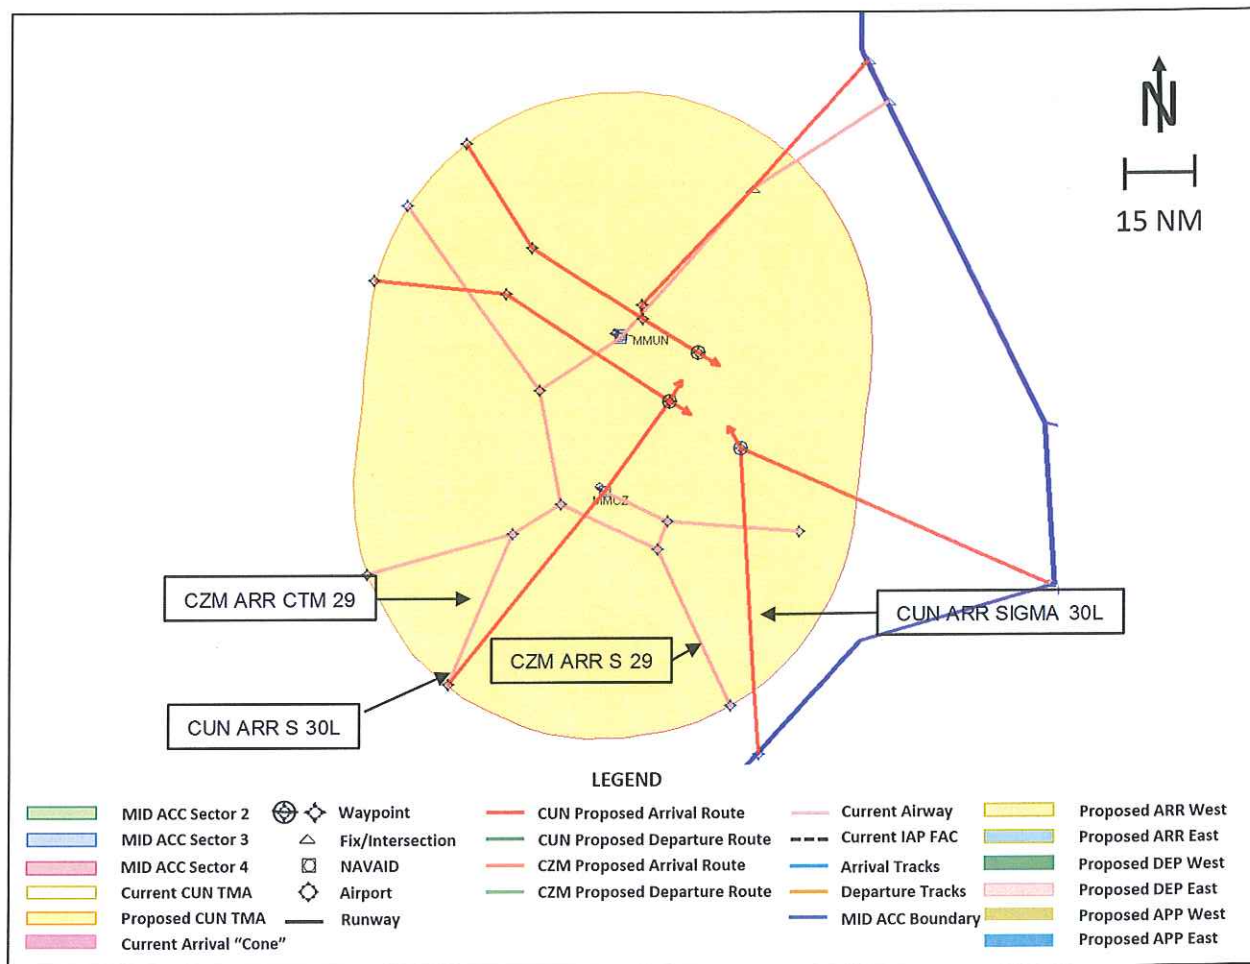 N
15 NM
MMUN
MMCZ
CZM ARR CTM 29
CUN ARR SIGMA 30L
CZM ARR S 29
CUN ARR S 30L
LEGEND
MID ACC Sector 2
MID ACC Sector 3
MID ACC Sector 4
Current CUN TMA
Proposed CUN TMA
Current Arrival “Cone”
Waypoint
Fix/Intersection
NAVAID
Airport
Runway
CUN Proposed Arrival Route
CUN Proposed Departure Route
CZM Proposed Arrival Route
CZM Proposed Departure Route
Current Airway
Current IAP FAC
Arrival Tracks
Departure Tracks
MID ACC Boundary
Proposed ARR West
Proposed ARR East
Proposed DEP West
Proposed DEP East
Proposed APP West
Proposed APP East